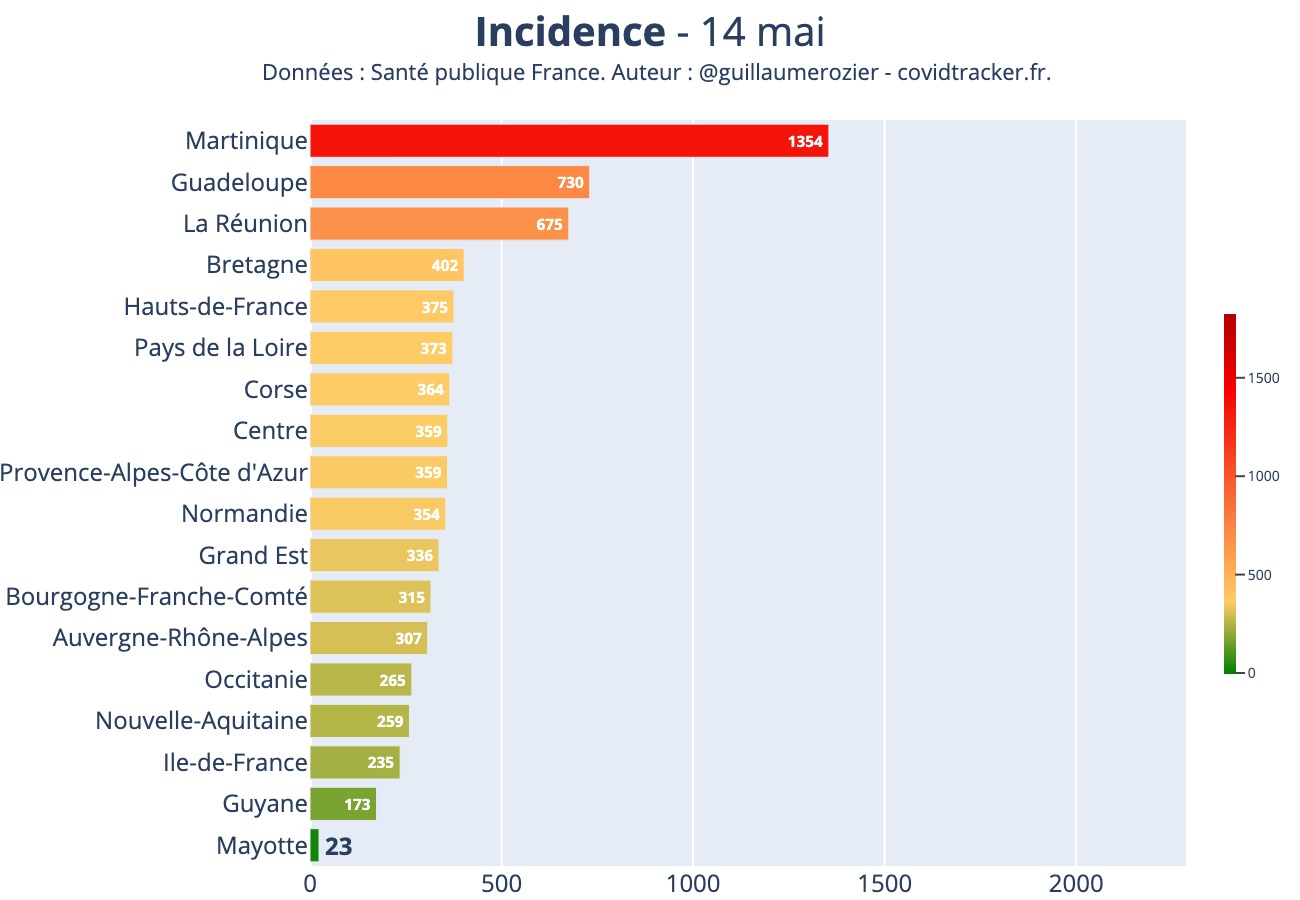 Incidence - 14 mai
Données : Santé publique France. Auteur : @guillaumerozier - covidtracker.fr.
Martinique 1354
Guadeloupe 730
La Réunion 675
Bretagne 402
Hauts-de-France 375
Pays de la Loire 373
Corse 364
Centre 359
Provence-Alpes-Côte d'Azur 359
Normandie 354
Grand Est 336
Bourgogne-Franche-Comté 315
Auvergne-Rhône-Alpes 307
Occitanie 265
Nouvelle-Aquitaine 259
Ile-de-France 235
Guyane 173
Mayotte 23
0 500 1000 1500 2000
1500
1000
500
0